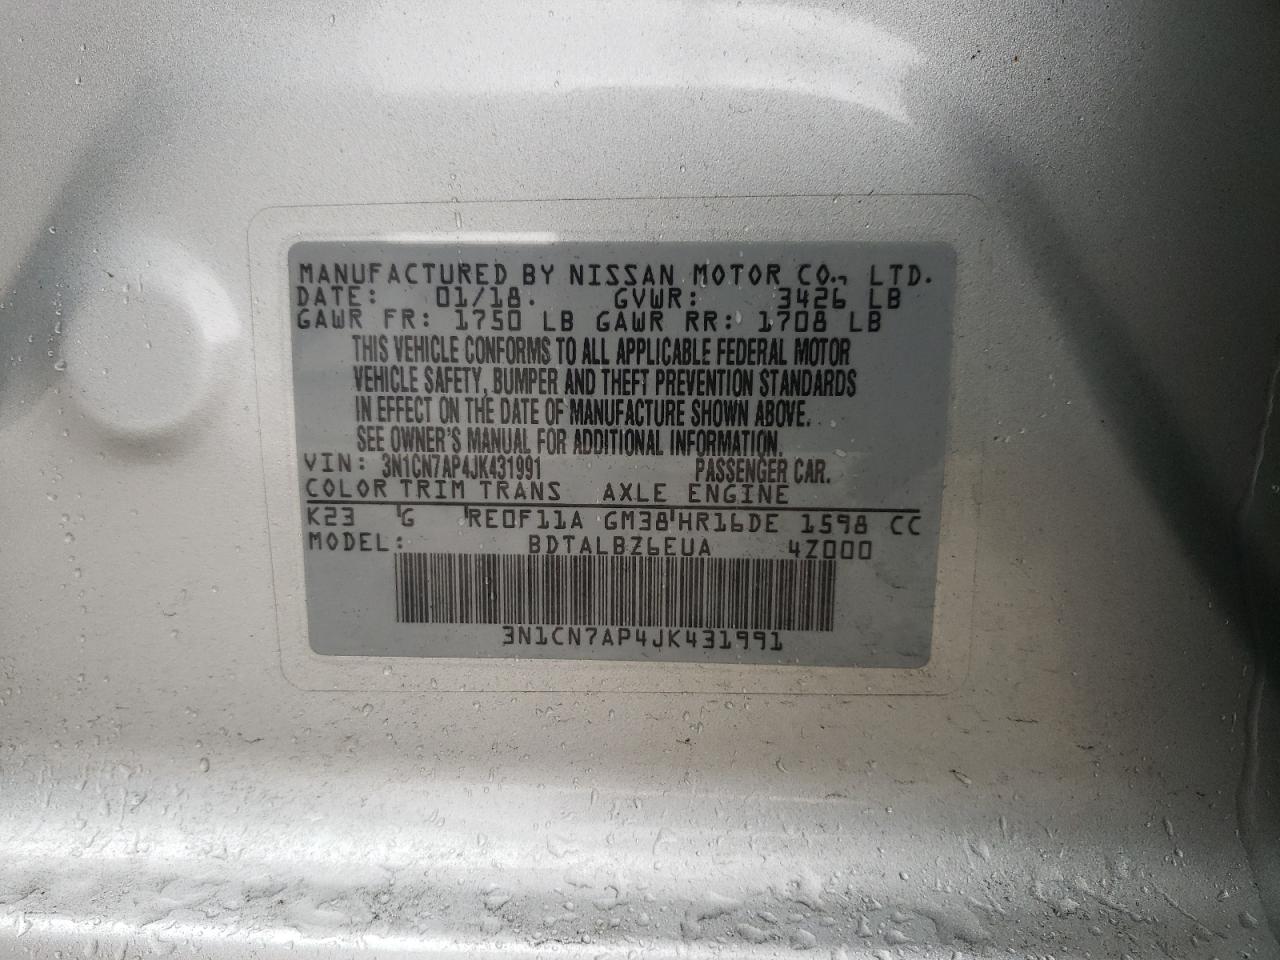 MANUFACTURED BY NISSAN MOTOR CO., LTD.
DATE: 01/18. GVWR: 3426 LB
GAWR FR: 1750 LB GAWR RR: 1708 LB
THIS VEHICLE CONFORMS TO ALL APPLICABLE FEDERAL MOTOR
VEHICLE SAFETY, BUMPER AND THEFT PREVENTION STANDARDS
IN EFFECT ON THE DATE OF MANUFACTURE SHOWN ABOVE.
SEE OWNER'S MANUAL FOR ADDITIONAL INFORMATION.
VIN: 3N1CN7AP4JK431991 PASSENGER CAR.
COLOR TRIM TRANS AXLE ENGINE
K23 G RE0F11A GM38 HR16DE 1598 CC
MODEL: BDTALBZ6EUA 4Z000
3N1CN7AP4JK431991